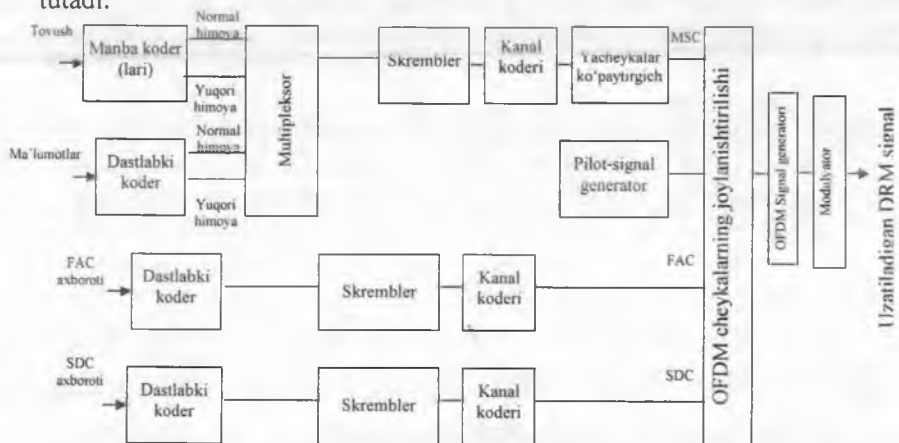 tutadi.
Tovush
Manba koder
(lari)
Normal
himoya
Yuqori
himoya
Normal
himoya
Yuqori
himoya
Ma'lumotlar
Dastlabki
koder
Multipleksor
Skrembler
Kanal
koderi
Yacheykalar
ko'paytirgich
MSC
Pilot-signal
generator
FAC
axboroti
Dastlabki
koder
Skrembler
Kanal
koderi
FAC
SDC
axboroti
Dastlabki
koder
Skrembler
Kanal
koderi
SDC
OFDM cheykalarning joylanishtirilishi
OFDM Signal generatori
Modulyator
Uzatiladigan DRM signal